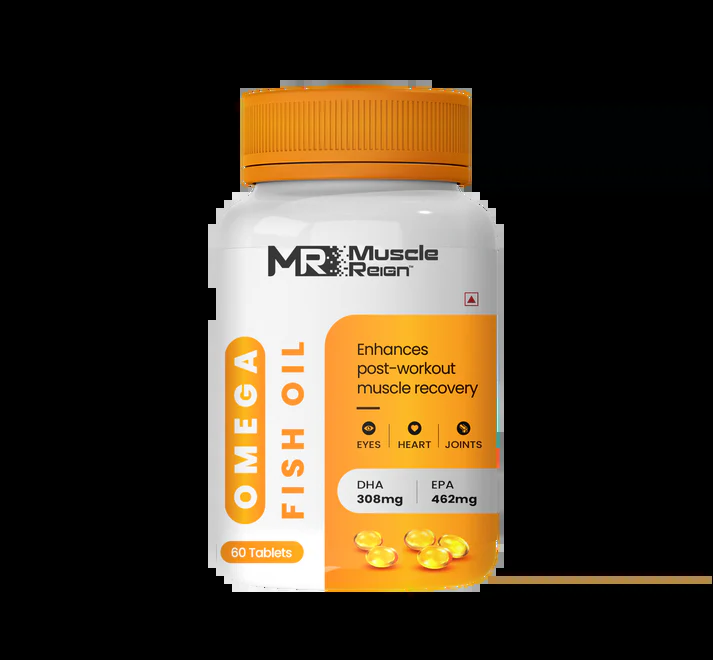 MR Muscle
Reign™
OMEGA
FISH OIL
Enhances
post-workout
muscle recovery
EYES
HEART
JOINTS
DHA
308mg
EPA
462mg
60 Tablets